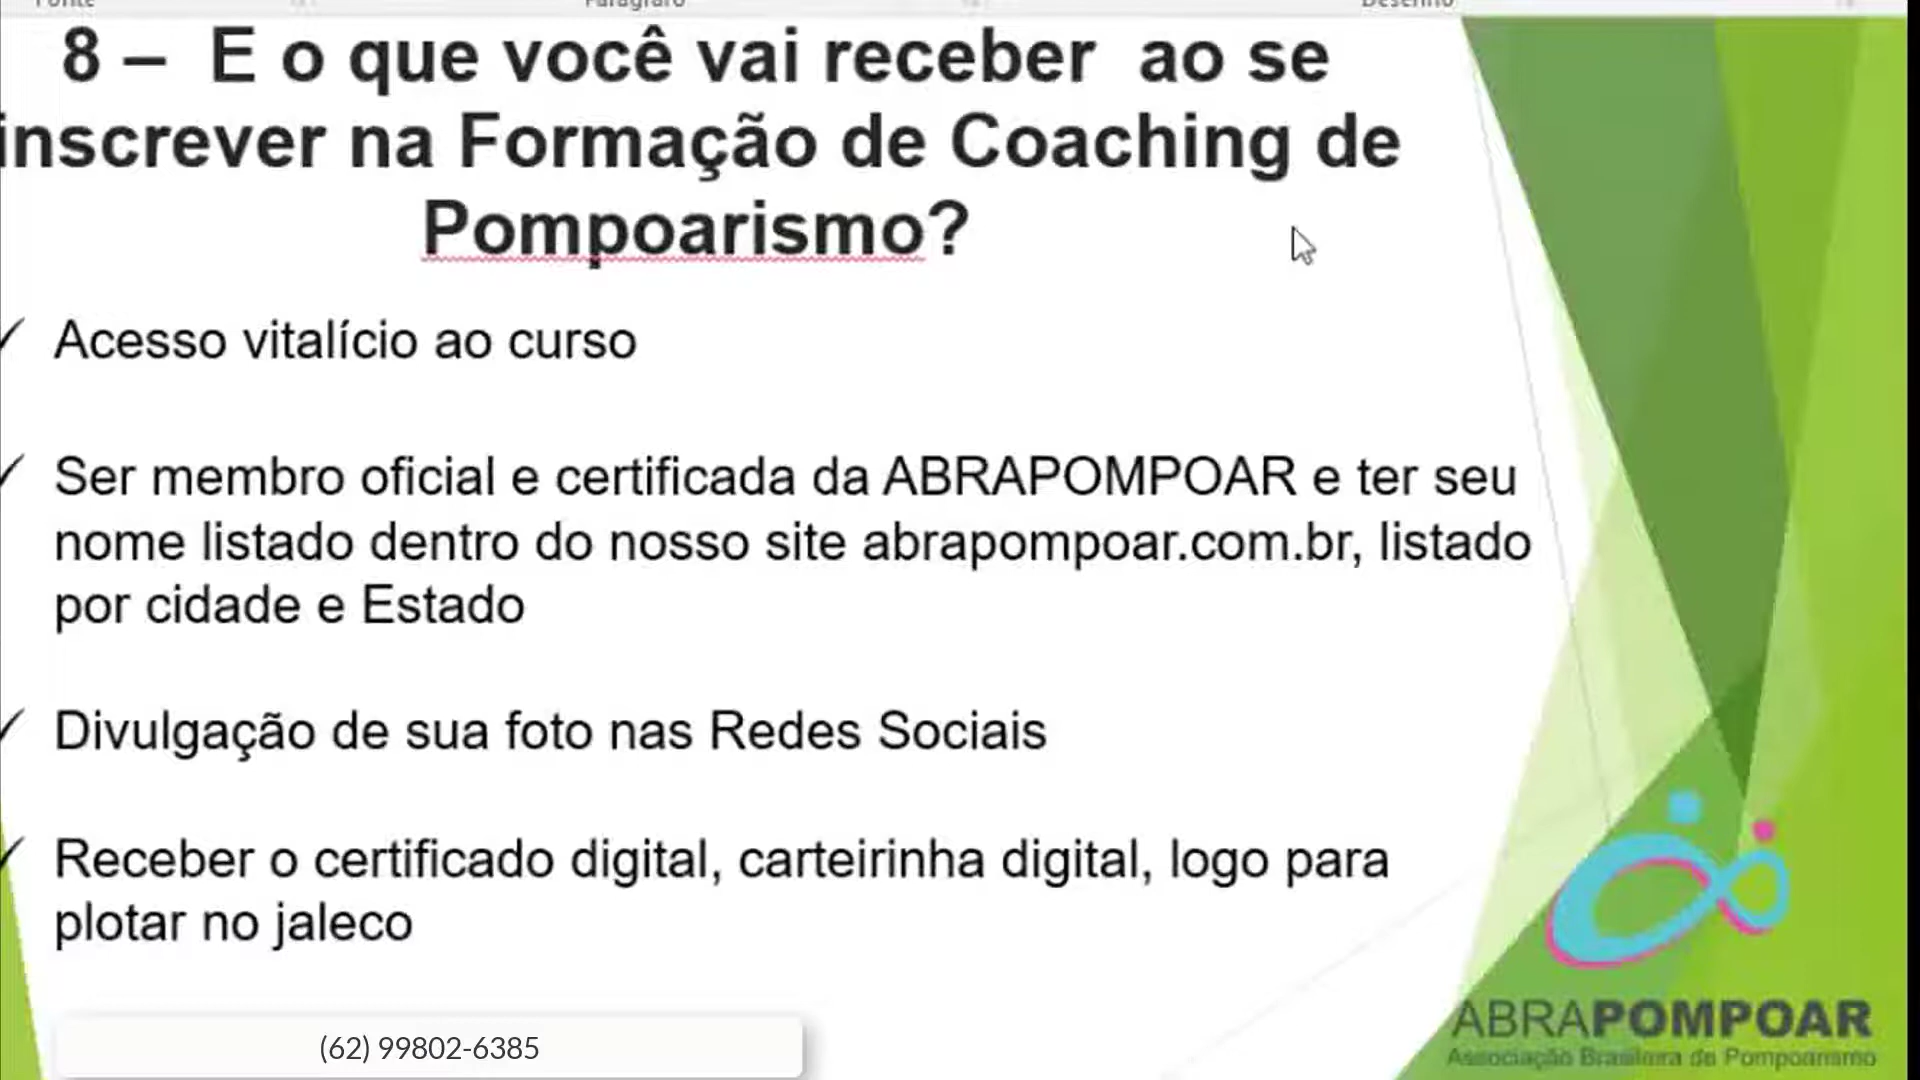 Fonte Parágrafo Desenho
8 – E o que você vai receber ao se
inscrever na Formação de Coaching de
Pompoarismo?
✓ Acesso vitalício ao curso
✓ Ser membro oficial e certificada da ABRAPOMPOAR e ter seu
nome listado dentro do nosso site abrapompoar.com.br, listado
por cidade e Estado
✓ Divulgação de sua foto nas Redes Sociais
✓ Receber o certificado digital, carteirinha digital, logo para
plotar no jaleco
(62) 99802-6385
ABRAPOMPOAR
Associação Brasileira de Pompoarismo